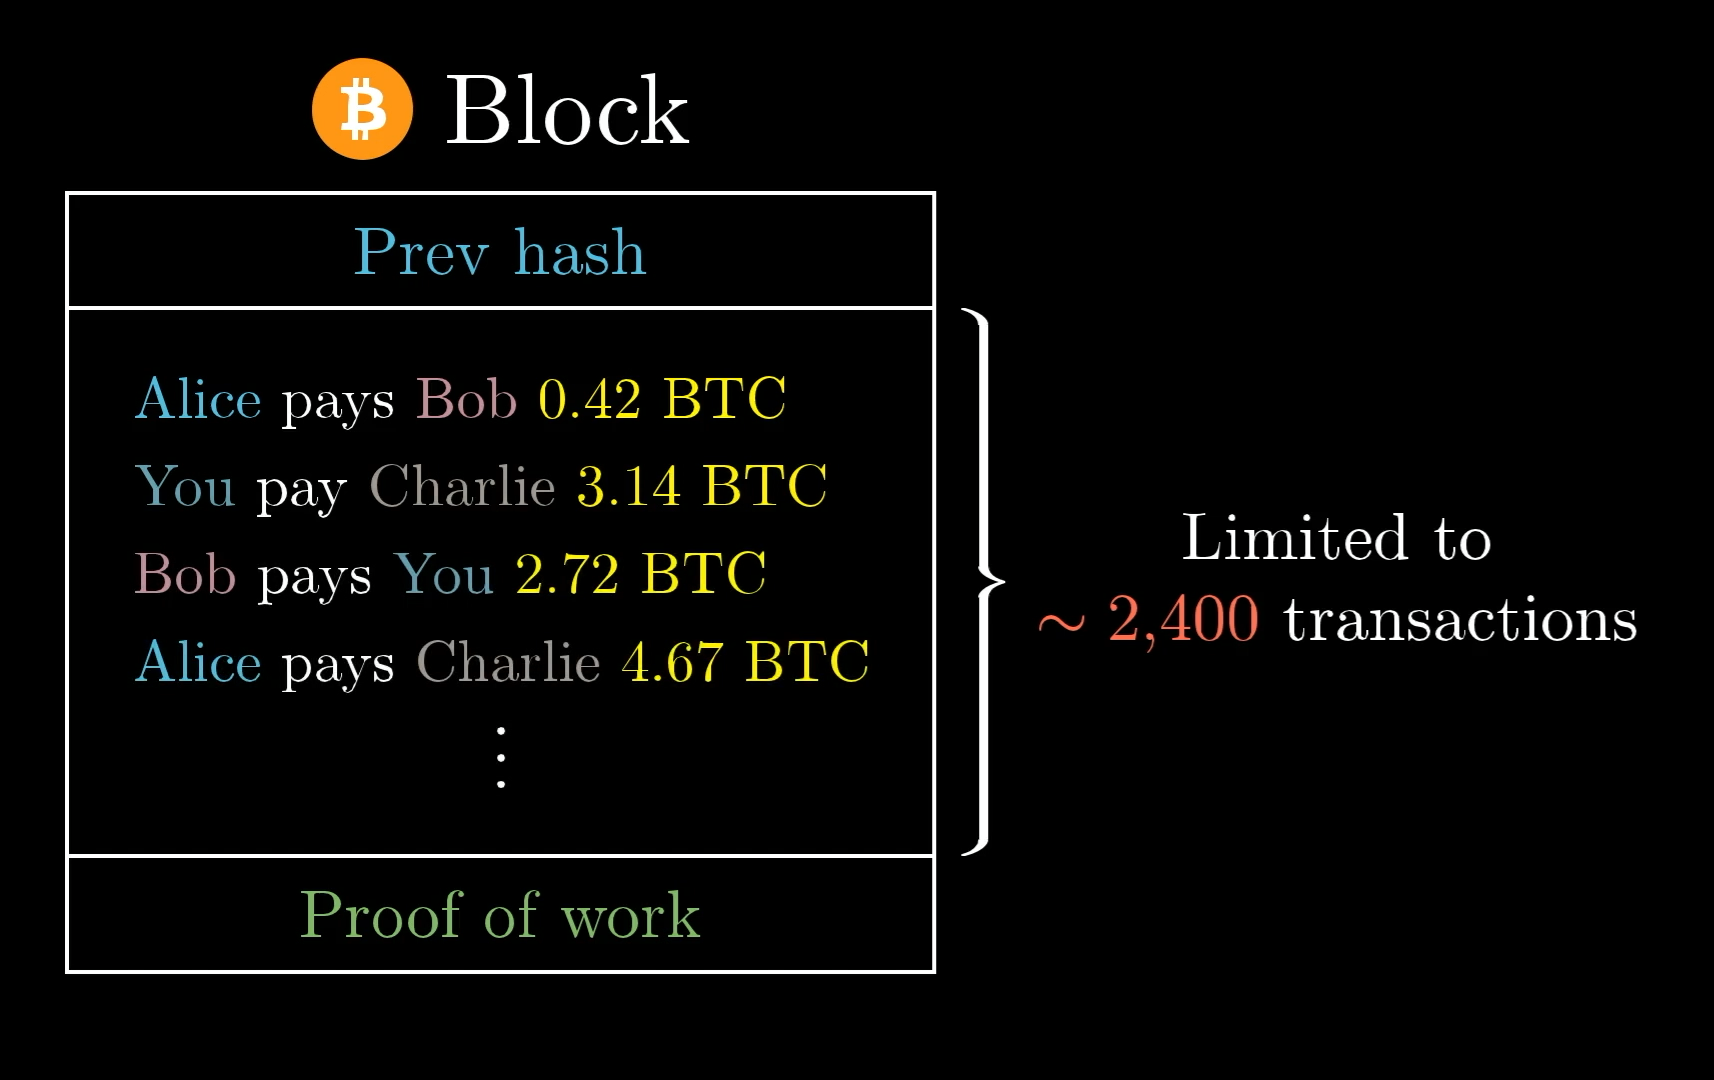 ₿ Block
Prev hash
Alice pays Bob 0.42 BTC
You pay Charlie 3.14 BTC
Bob pays You 2.72 BTC
Alice pays Charlie 4.67 BTC
⋮
Proof of work
Limited to
~ 2,400 transactions